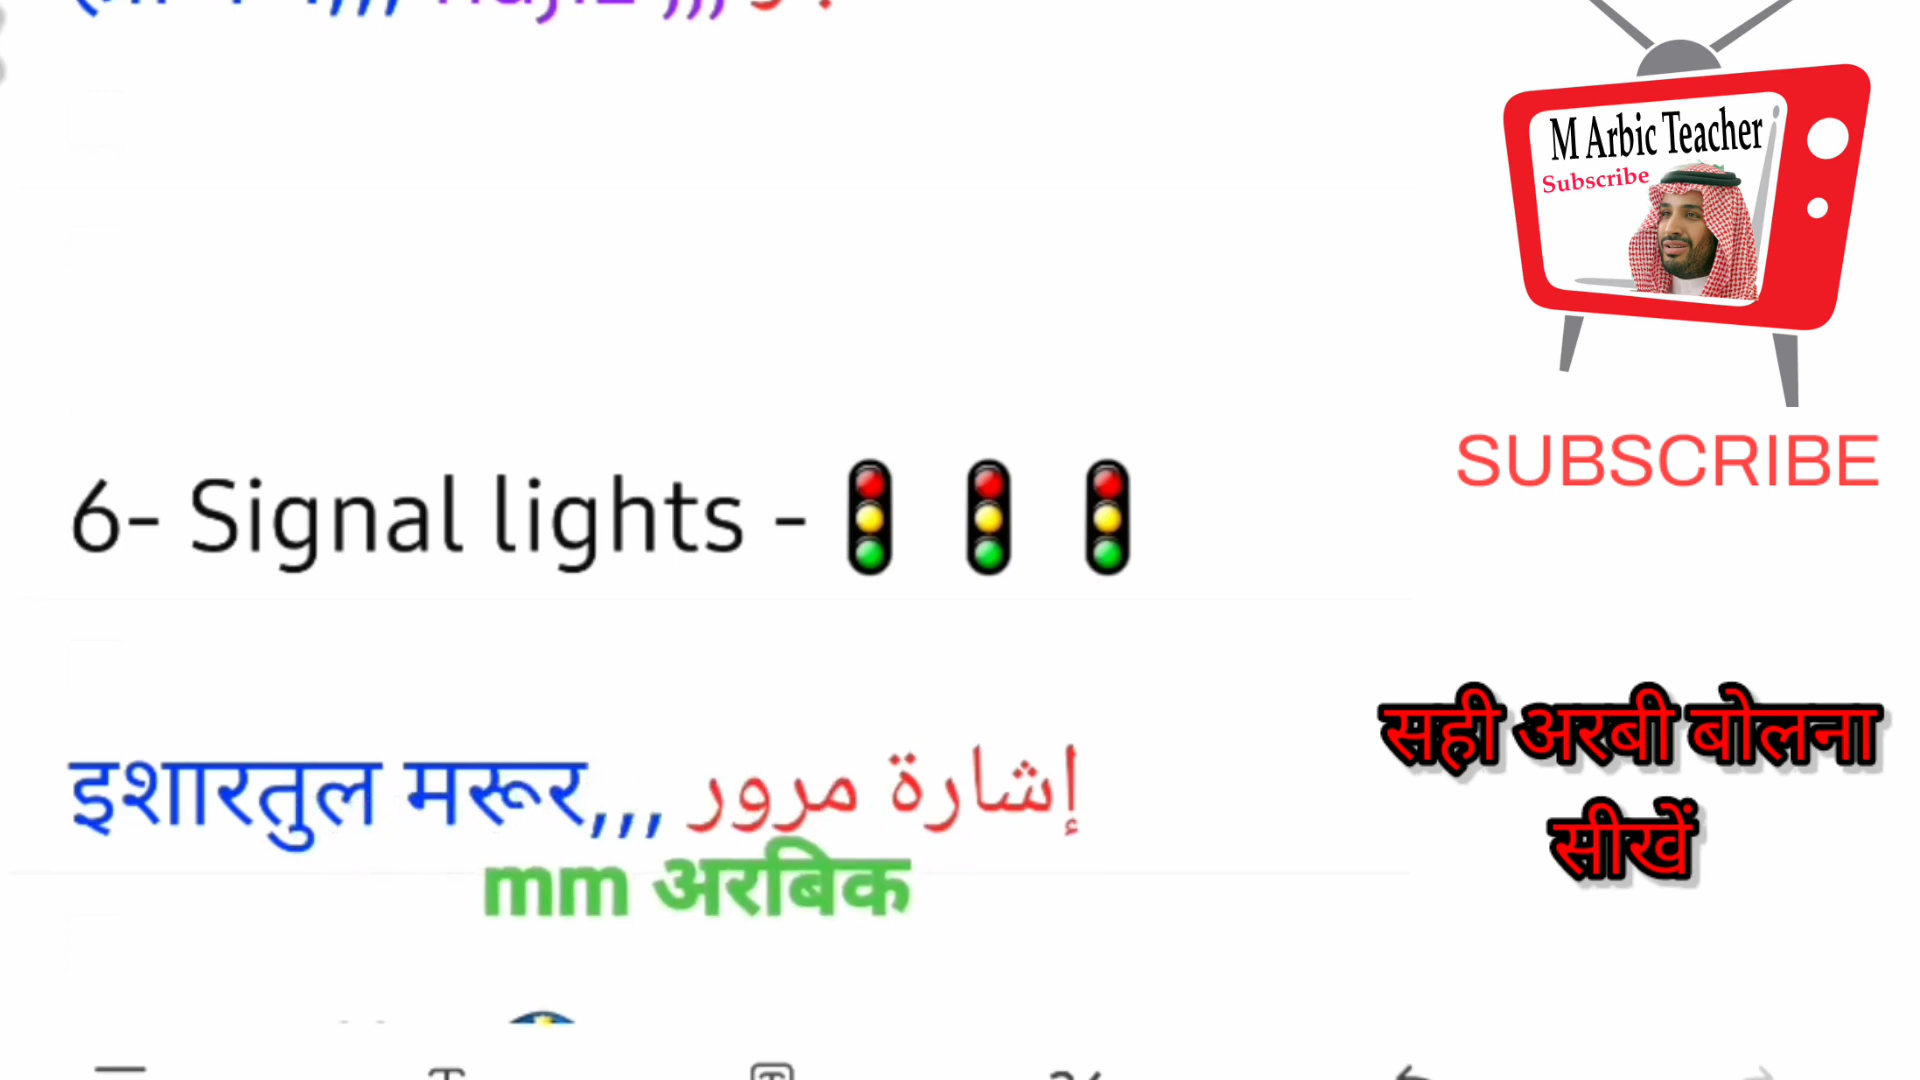 M Arbic Teacher
Subscribe
SUBSCRIBE
6- Signal lights - 🚦 🚦 🚦
इशारतुल मरूर,,, إشارة مرور
mm अरबिक
सही अरबी बोलना
सीखें